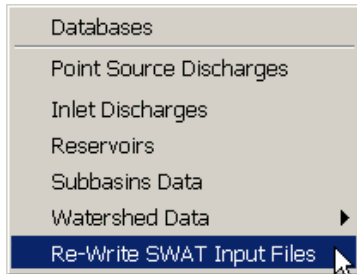 Databases
Point Source Discharges
Inlet Discharges
Reservoirs
Subbasins Data
Watershed Data
Re-Write SWAT Input Files